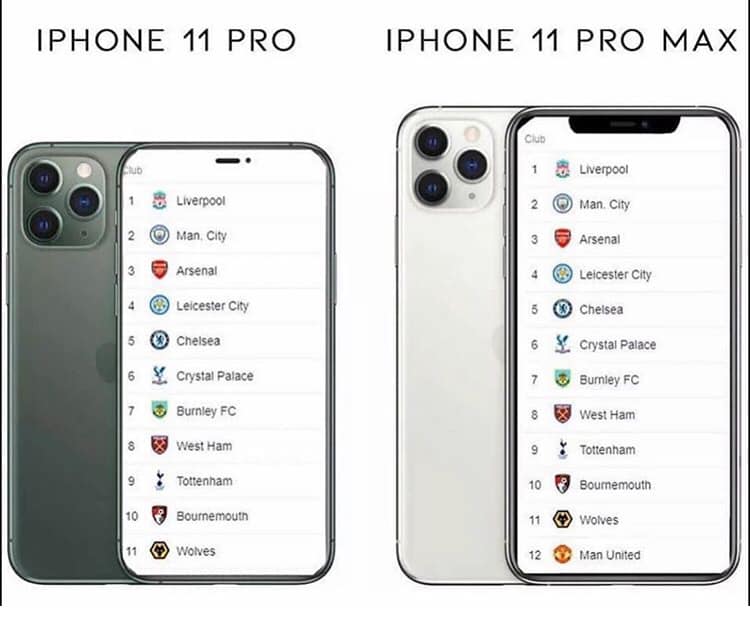 IPHONE 11 PRO
Club
1 Liverpool
2 Man. City
3 Arsenal
4 Leicester City
5 Chelsea
6 Crystal Palace
7 Burnley FC
8 West Ham
9 Tottenham
10 Bournemouth
11 Wolves
IPHONE 11 PRO MAX
Club
1 Liverpool
2 Man. City
3 Arsenal
4 Leicester City
5 Chelsea
6 Crystal Palace
7 Burnley FC
8 West Ham
9 Tottenham
10 Bournemouth
11 Wolves
12 Man United